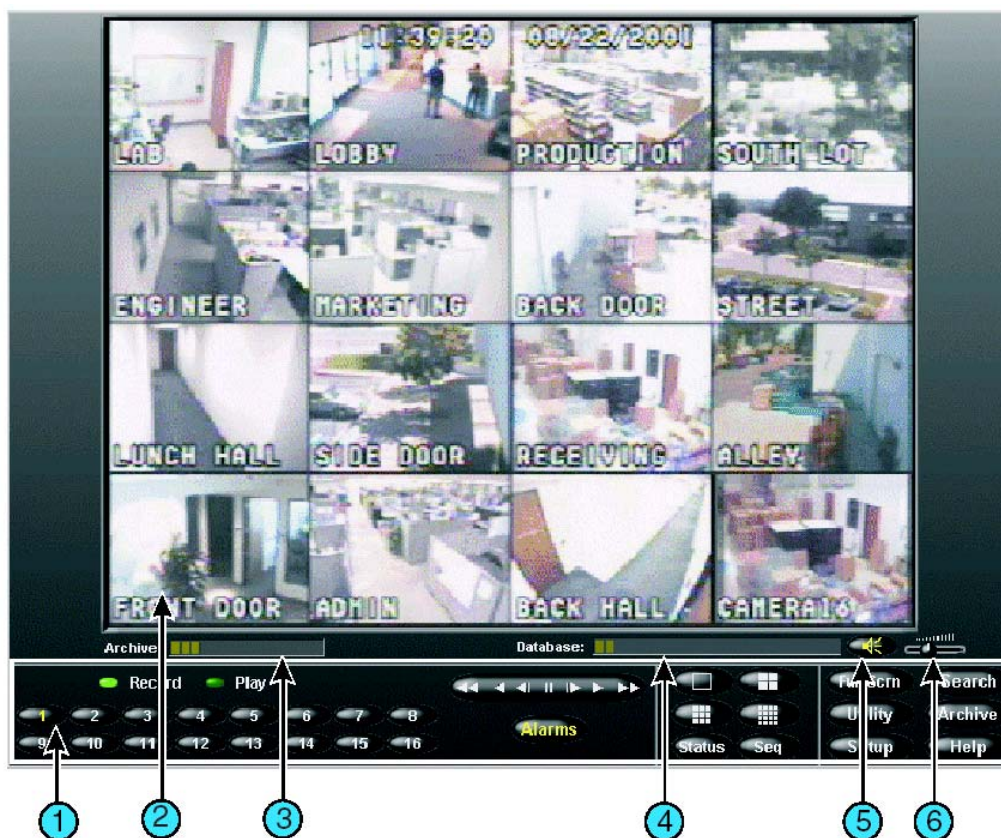 11:39:20 08/22/2001
LAB LOBBY PRODUCTION SOUTH LOT
ENGINEER MARKETING BACK DOOR STREET
LUNCH HALL SIDE DOOR RECEIVING ALLEY
FRONT DOOR ADMIN BACK HALL CAMERA16
Archive Database:
Record Play Search
1 2 3 4 5 6 7 8 Alarms Utility Archive
9 10 11 12 13 14 15 16 Status Seq Setup Help
1 2 3 4 5 6